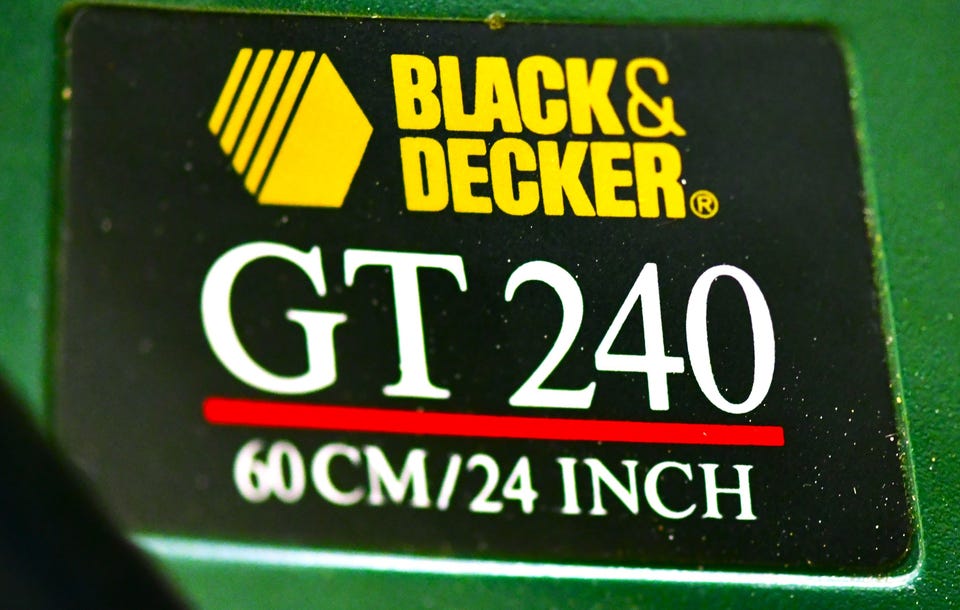 BLACK&
DECKER®
GT 240
60CM/24 INCH